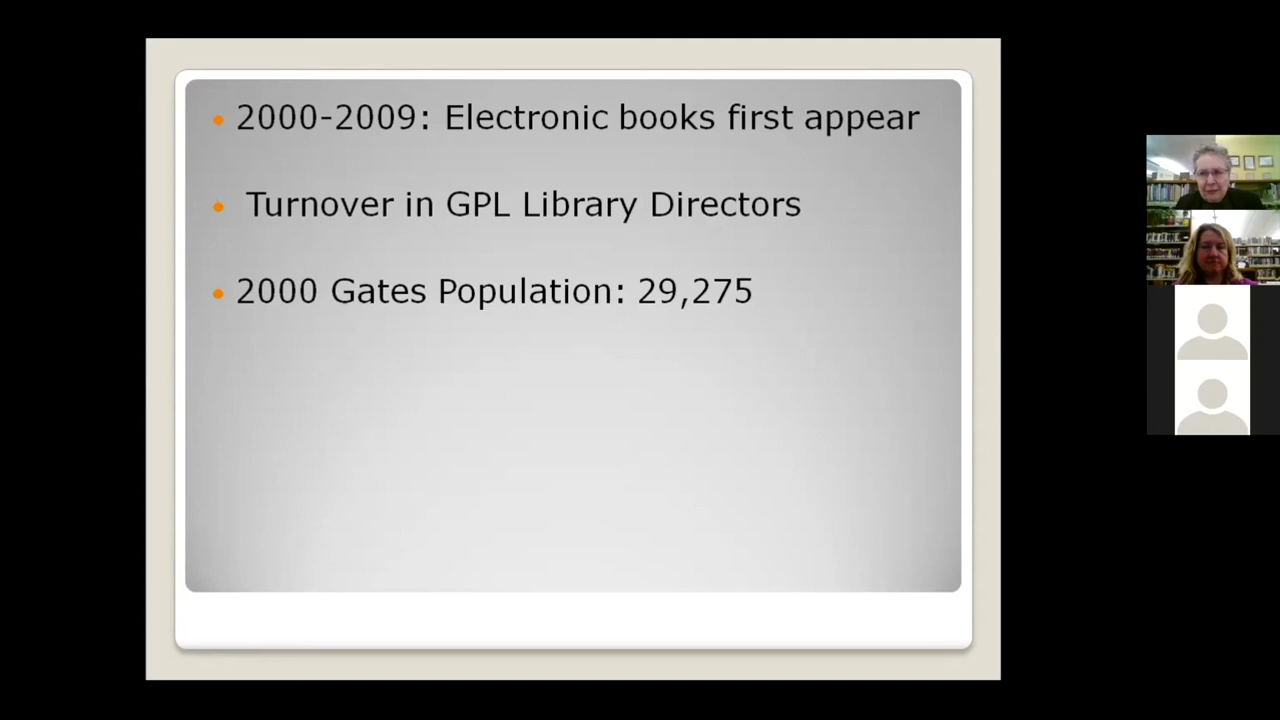 2000-2009: Electronic books first appear
Turnover in GPL Library Directors
2000 Gates Population: 29,275